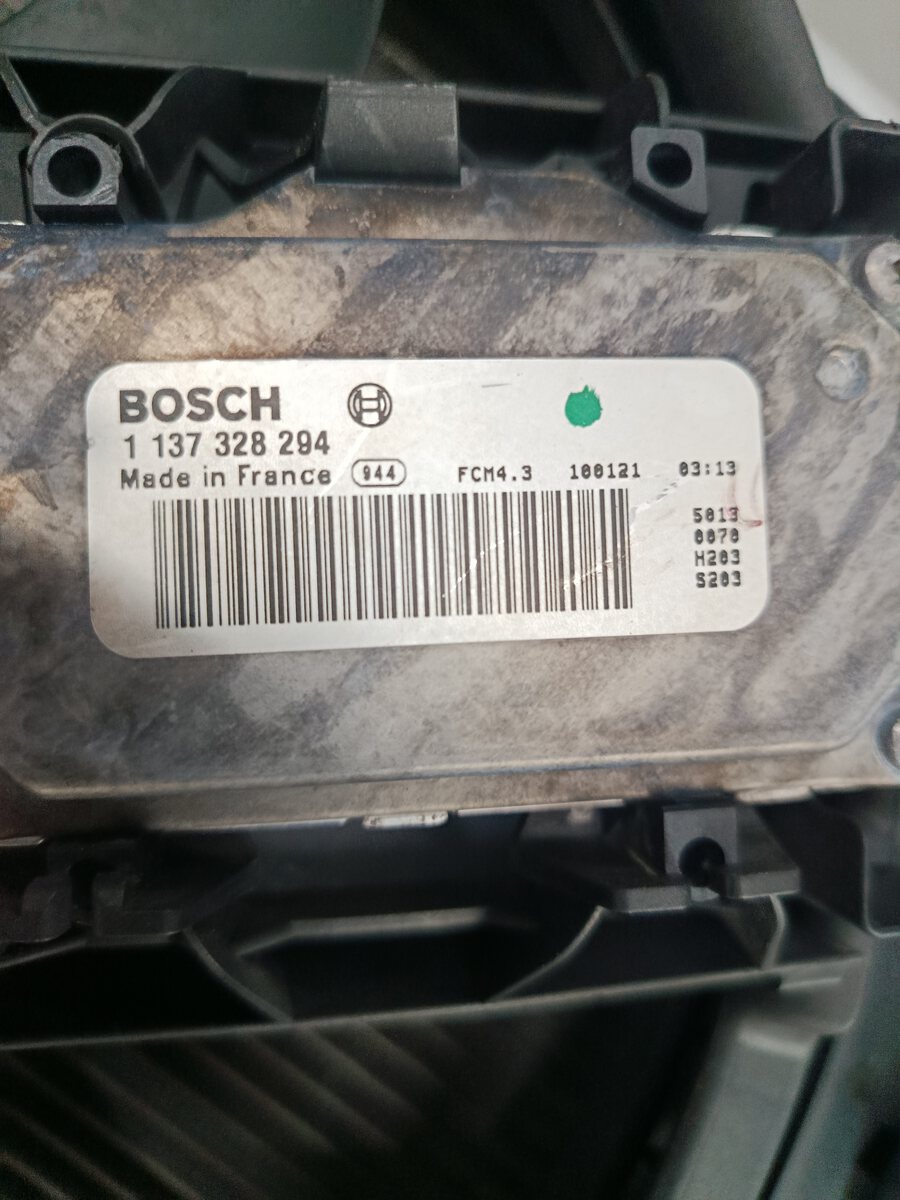 BOSCH
1 137 328 294
Made in France 944 FCM4.3 100121 03:13
5013
0070
H203
S203